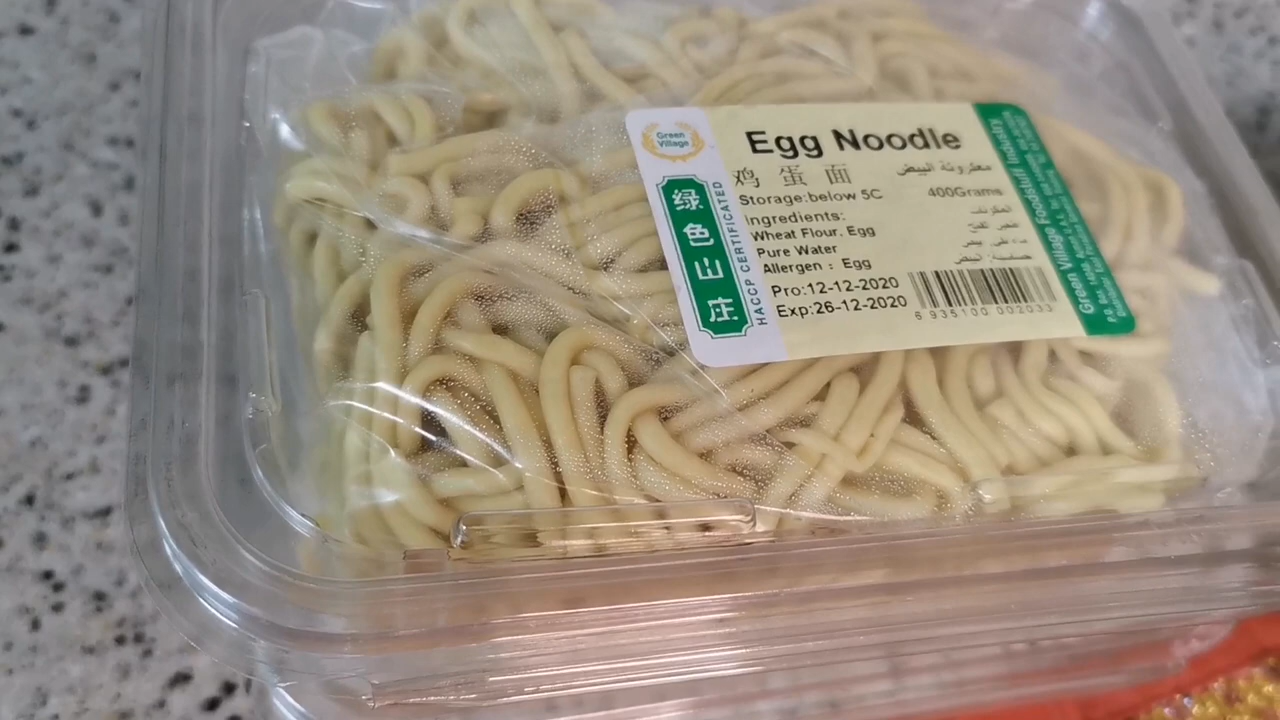 Green
Village
绿色山庄
HACCP CERTIFICATED
Egg Noodle
鸡蛋面
معكرونة البيض
Storage:below 5C
400Grams
Ingredients:
المكونات
Wheat Flour, Egg
Pure Water
Allergen : Egg
Pro:12-12-2020
Exp:26-12-2020
6 935100 002033
Green Village Foodstuff Industry